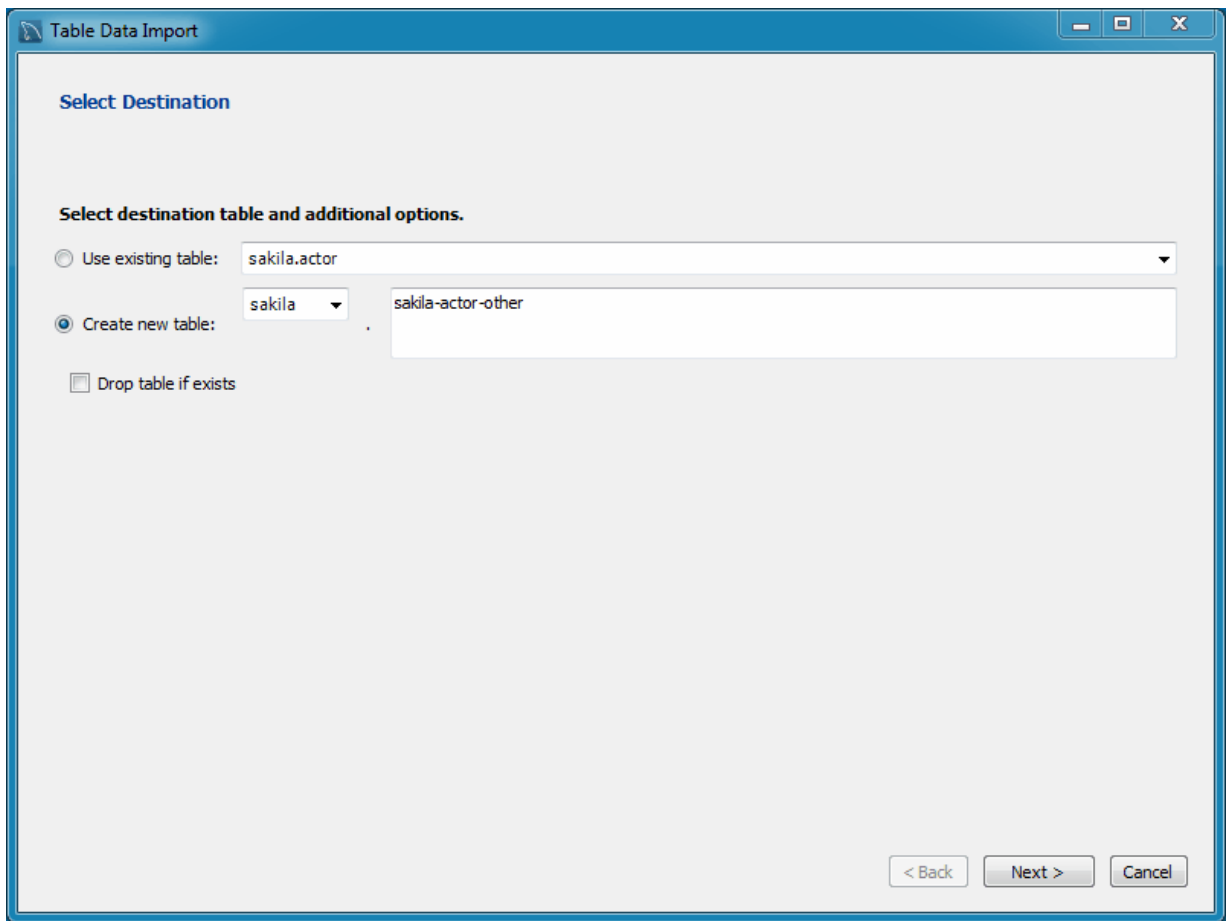 Table Data Import
Select Destination
Select destination table and additional options.
Use existing table: sakila.actor
Create new table: sakila . sakila-actor-other
Drop table if exists
< Back Next > Cancel